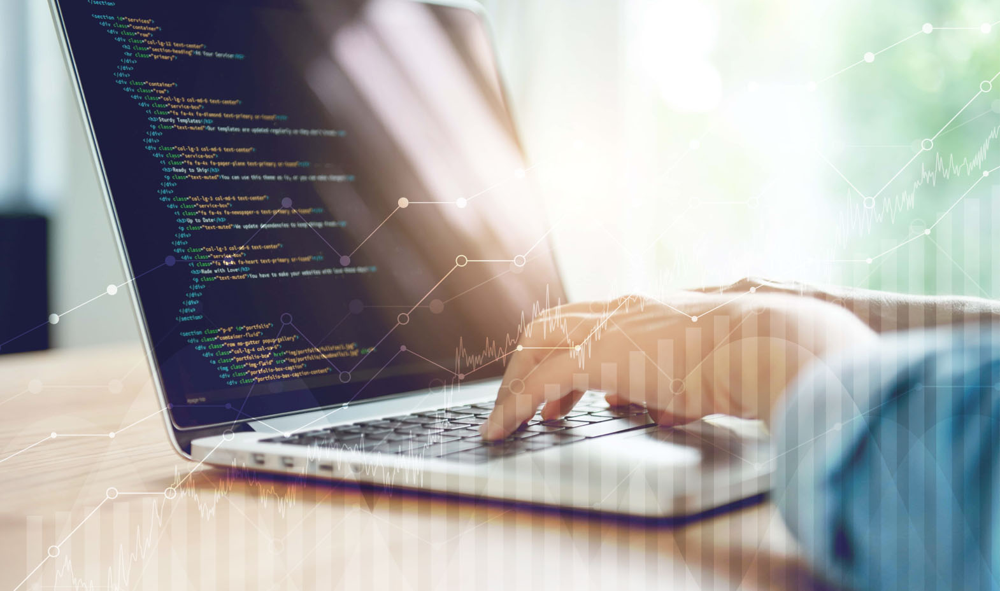 </section>
<section id="services">
<div class="container">
<div class="row">
<div class="col-lg-12 text-center">
<h2 class="section-heading">At Your Service</h2>
<hr class="primary">
</div>
</div>
</div>
<div class="container">
<div class="row">
<div class="col-lg-3 col-md-6 text-center">
<div class="service-box">
<i class="fa fa-4x fa-diamond text-primary sr-icons"></i>
<h3>Sturdy Templates</h3>
<p class="text-muted">Our templates are updated regularly so they don't
</div>
</div>
<div class="col-lg-3 col-md-6 text-center">
<div class="service-box">
<i class="fa fa-4x fa-paper-plane text-primary sr-icons"></i>
<h3>Ready to Ship</h3>
<p class="text-muted">You can use this theme as is, or you can make changes
</div>
</div>
<div class="col-lg-3 col-md-6 text-center">
<div class="service-box">
<i class="fa fa-4x fa-newspaper-o text-primary sr-icons"></i>
<h3>Up to Date</h3>
<p class="text-muted">We update dependencies to keep things fresh
</div>
</div>
<div class="col-lg-3 col-md-6 text-center">
<div class="service-box">
<i class="fa fa-4x fa-heart text-primary sr-icons"></i>
<h3>Made with Love</h3>
<p class="text-muted">You have to make your websites with love these days!
</div>
</div>
</div>
</div>
</section>
<section class="p-0" id="portfolio">
<div class="container-fluid">
<div class="row no-gutter popup-gallery">
<div class="col-lg-4 col-sm-6">
<a class="portfolio-box" href="img/portfolio/fullsize/1.jpg">
<img class="img-fluid" src="img/portfolio/thumbnails/1.jpg"
<div class="portfolio-box-caption">
<div class="portfolio-box-caption-content">